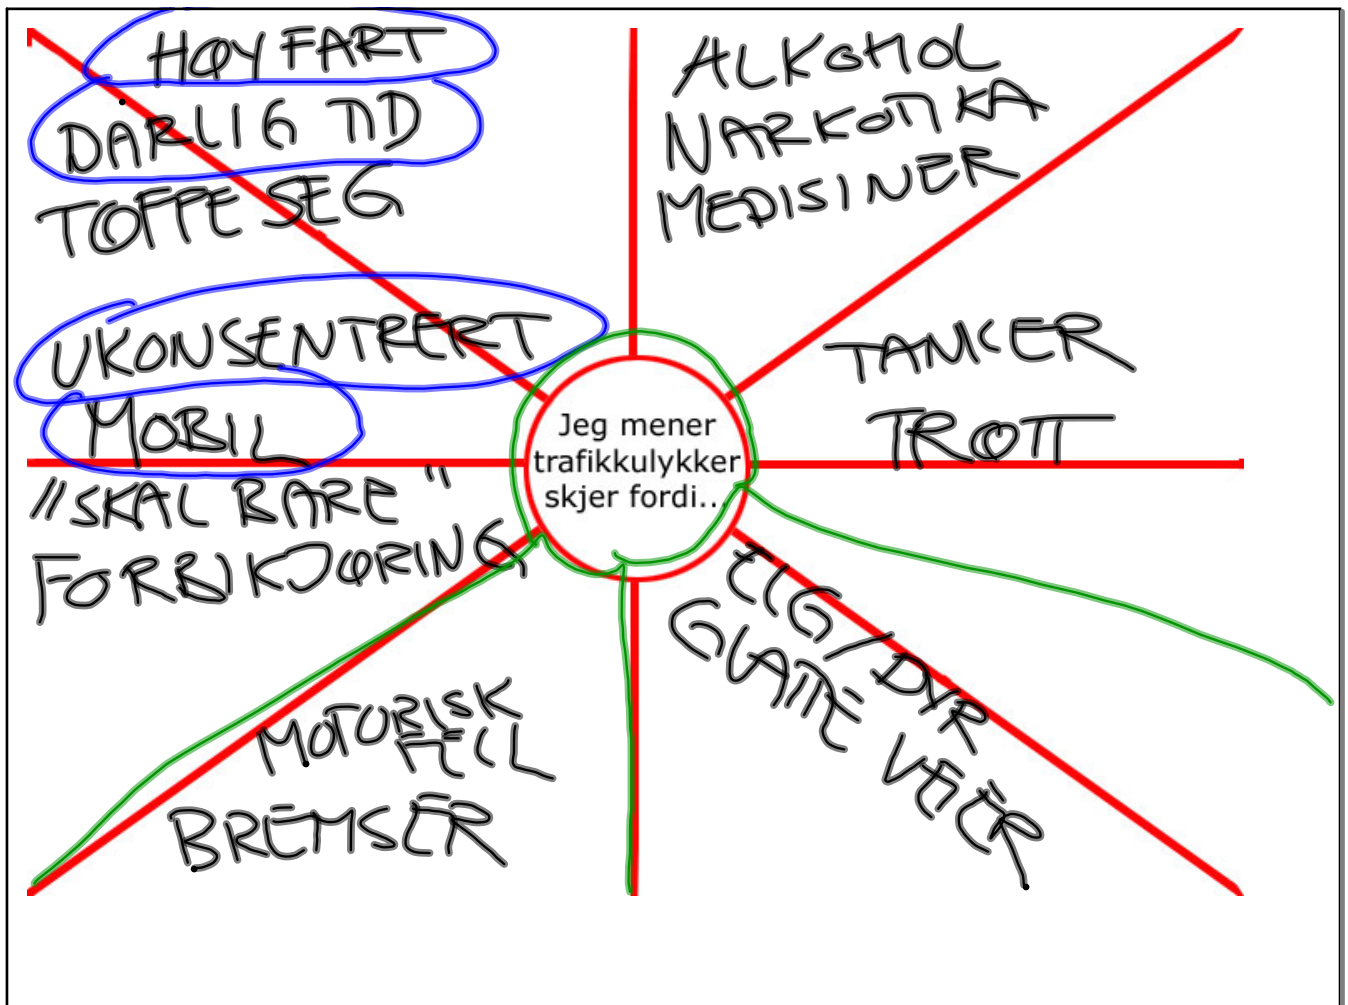 HØY FART
DARLIG TID
TØFFE SEG
UKONSENTRERT
MOBIL
"SKAL BARE"
FORBIKJØRING
MOTORISK
FEIL
BREMSER
ALKOHOL
NARKOTIKA
MEDISINER
TANKER
TRØTT
ELG/DYR
GLATTE VEIER
Jeg mener
trafikkulykker
skjer fordi...